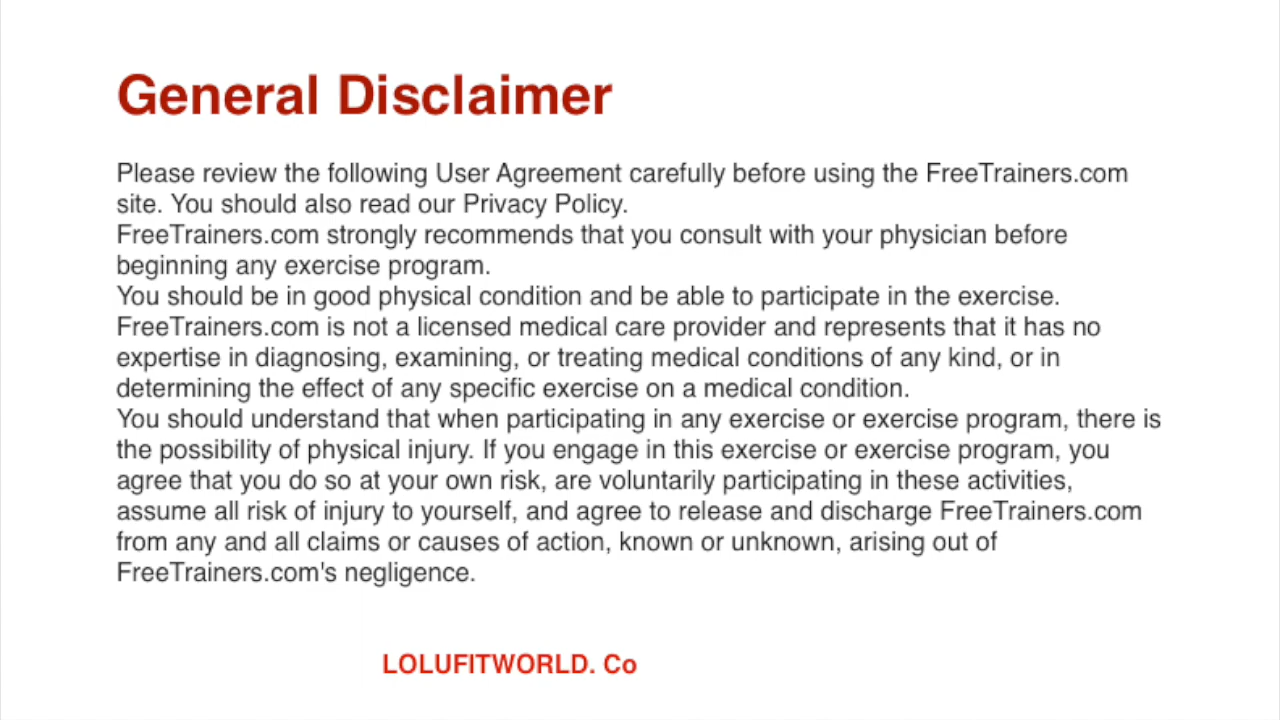 General Disclaimer
Please review the following User Agreement carefully before using the FreeTrainers.com
site. You should also read our Privacy Policy.
FreeTrainers.com strongly recommends that you consult with your physician before
beginning any exercise program.
You should be in good physical condition and be able to participate in the exercise.
FreeTrainers.com is not a licensed medical care provider and represents that it has no
expertise in diagnosing, examining, or treating medical conditions of any kind, or in
determining the effect of any specific exercise on a medical condition.
You should understand that when participating in any exercise or exercise program, there is
the possibility of physical injury. If you engage in this exercise or exercise program, you
agree that you do so at your own risk, are voluntarily participating in these activities,
assume all risk of injury to yourself, and agree to release and discharge FreeTrainers.com
from any and all claims or causes of action, known or unknown, arising out of
FreeTrainers.com's negligence.
LOLUFITWORLD. Co